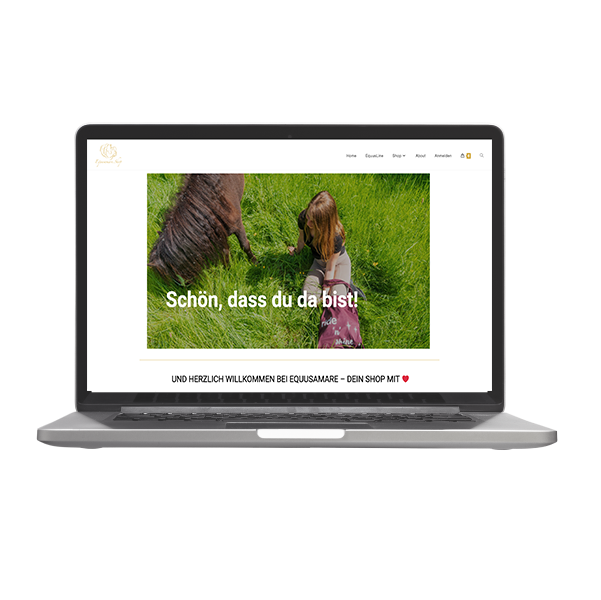 Home EquusLine Shop About Anmelden 0
Schön, dass du da bist!
UND HERZLICH WILLKOMMEN BEI EQUUSAMARE – DEIN SHOP MIT ❤